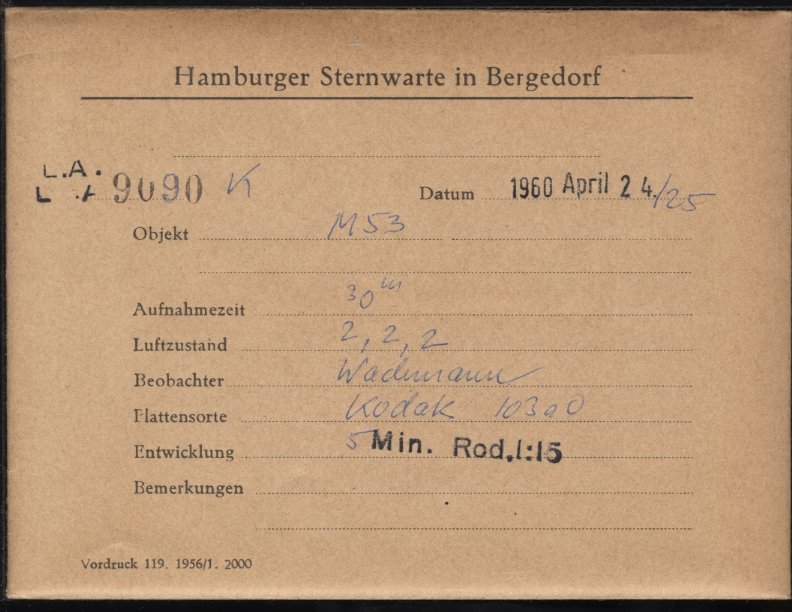 Hamburger Sternwarte in Bergedorf
L.A.
L.A 9090 K Datum 1960 April 24./25
Objekt M53
Aufnahmezeit 30m
Luftzustand 2, 2, 2
Beobachter Wachmann
Plattensorte Kodak 103a0
Entwicklung 5 Min. Rod.1:15
Bemerkungen
Vordruck 119. 1956/1. 2000